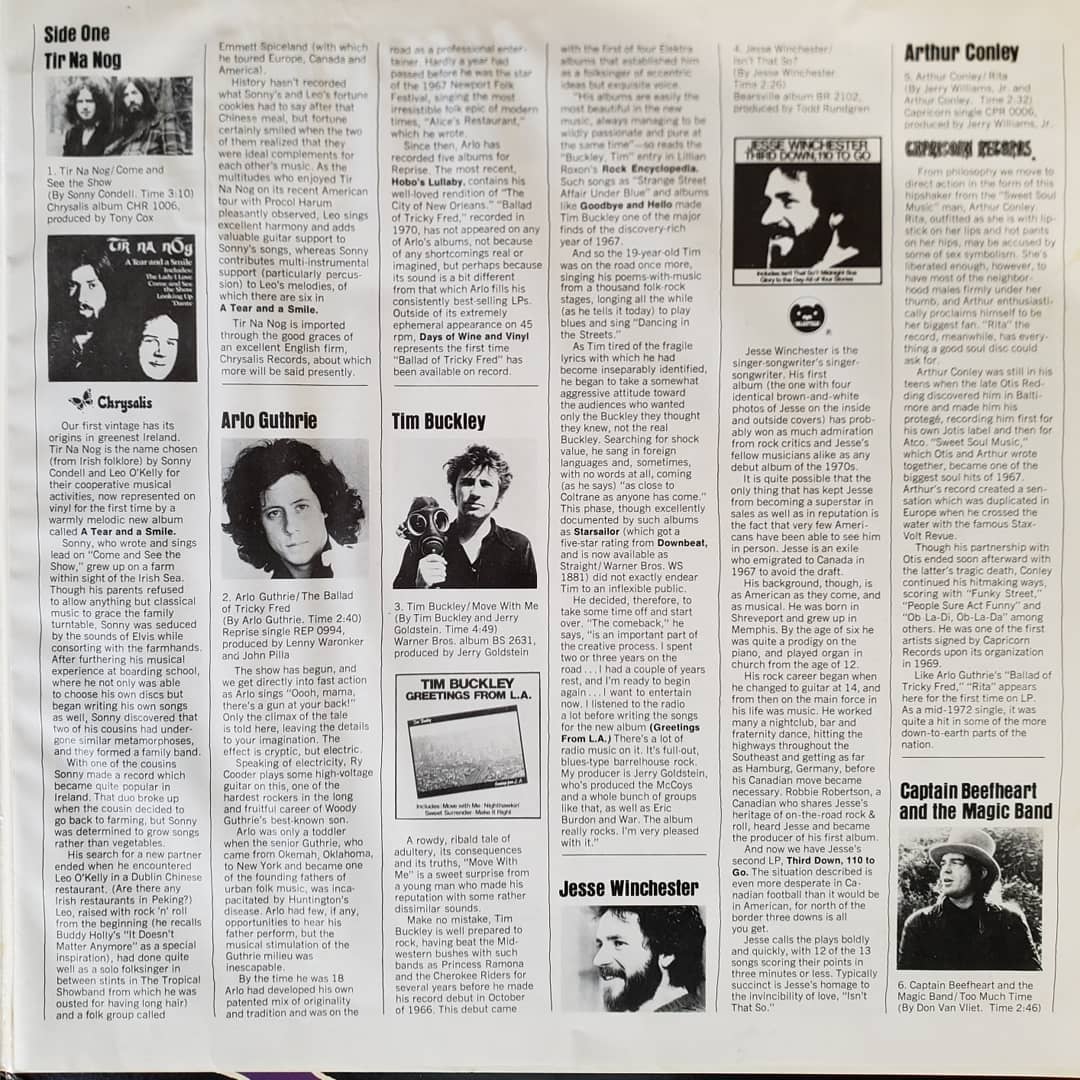 Side One
Tir Na Nog
1. Tir Na Nog/Come and
See the Show
(By Sonny Condell. Time 3:10)
Chrysalis album CHR 1006,
produced by Tony Cox
TIR NA NOG
A Tear and a Smile
Includes:
The Lady I Love
Come and See
the Show
Looking Up
Dante
Chrysalis
Our first vintage has its
origins in greenest Ireland.
Tir Na Nog is the name chosen
(from Irish folklore) by Sonny
Condell and Leo O'Kelly for
their cooperative musical
activities, now represented on
vinyl for the first time by a
warmly melodic new album
called A Tear and a Smile.
Sonny, who wrote and sings
lead on "Come and See the
Show," grew up on a farm
within sight of the Irish Sea.
Though his parents refused
to allow anything but classical
music to grace the family
turntable, Sonny was seduced
by the sounds of Elvis while
consorting with the farmhands.
After furthering his musical
experience at boarding school,
where he not only was able
to choose his own discs but
began writing his own songs
as well, Sonny discovered that
two of his cousins had under-
gone similar metamorphoses,
and they formed a family band.
With one of the cousins
Sonny made a record which
became quite popular in
Ireland. That duo broke up
when the cousin decided to
go back to farming, but Sonny
was determined to grow songs
rather than vegetables.
His search for a new partner
ended when he encountered
Leo O'Kelly in a Dublin Chinese
restaurant. (Are there any
Irish restaurants in Peking?)
Leo, raised with rock 'n' roll
from the beginning (he recalls
Buddy Holly's "It Doesn't
Matter Anymore" as a special
inspiration), had done quite
well as a solo folksinger in
between stints in The Tropical
Showband from which he was
ousted for having long hair)
and a folk group called
Emmett Spiceland (with which
he toured Europe, Canada and
America).
History hasn't recorded
what Sonny's and Leo's fortune
cookies had to say after that
Chinese meal, but fortune
certainly smiled when the two
of them realized that they
were ideal complements for
each other's music. As the
multitudes who enjoyed Tir
Na Nog on its recent American
tour with Procol Harum
pleasantly observed, Leo sings
excellent harmony and adds
valuable guitar support to
Sonny's songs, whereas Sonny
contributes multi-instrumental
support (particularly percus-
sion) to Leo's melodies, of
which there are six in
A Tear and a Smile.
Tir Na Nog is imported
through the good graces of
an excellent English firm,
Chrysalis Records, about which
more will be said presently.
Arlo Guthrie
2. Arlo Guthrie/The Ballad
of Tricky Fred
(By Arlo Guthrie. Time 2:40)
Reprise single REP 0994,
produced by Lenny Waronker
and John Pilla
The show has begun, and
we get directly into fast action
as Arlo sings "Oooh, mama,
there's a gun at your back!"
Only the climax of the tale
is told here, leaving the details
to your imagination. The
effect is cryptic, but electric.
Speaking of electricity, Ry
Cooder plays some high-voltage
guitar on this, one of the
hardest rockers in the long
and fruitful career of Woody
Guthrie's best-known son.
Arlo was only a toddler
when the senior Guthrie, who
came from Okemah, Oklahoma,
to New York and became one
of the founding fathers of
urban folk music, was inca-
pacitated by Huntington's
disease. Arlo had few, if any,
opportunities to hear his
father perform, but the
musical stimulation of the
Guthrie milieu was
inescapable.
By the time he was 18
Arlo had developed his own
patented mix of originality
and tradition and was on the
road as a professional enter-
tainer. Hardly a year had
passed before he was the star
of the 1967 Newport Folk
Festival, singing the most
irresistible folk epic of modern
times, "Alice's Restaurant,"
which he wrote.
Since then, Arlo has
recorded five albums for
Reprise. The most recent,
Hobo's Lullaby, contains his
well-loved rendition of "The
City of New Orleans." "Ballad
of Tricky Fred," recorded in
1970, has not appeared on any
of Arlo's albums, not because
of any shortcomings real or
imagined, but perhaps because
its sound is a bit different
from that which Arlo fills his
consistently best-selling LPs.
Outside of its extremely
ephemeral appearance on 45
rpm, Days of Wine and Vinyl
represents the first time
"Ballad of Tricky Fred" has
been available on record.
Tim Buckley
3. Tim Buckley/Move With Me
(By Tim Buckley and Jerry
Goldstein. Time 4:49)
Warner Bros. album BS 2631,
produced by Jerry Goldstein
TIM BUCKLEY
GREETINGS FROM L.A.
Includes: Move with Me Nighthawkin'
Sweet Surrender Make It Right
A rowdy, ribald tale of
adultery, its consequences
and its truths, "Move With
Me" is a sweet surprise from
a young man who made his
reputation with some rather
dissimilar sounds.
Make no mistake, Tim
Buckley is well prepared to
rock, having beat the Mid-
western bushes with such
bands as Princess Ramona
and the Cherokee Riders for
several years before he made
his record debut in October
of 1966. This debut came
with the first of four Elektra
albums that established him
as a folksinger of accentric
ideas but exquisite voice.
"His albums are easily the
most beautiful in the new
music, always managing to be
wildly passionate and pure at
the same time"—so reads the
"Buckley, Tim" entry in Lillian
Roxon's Rock Encyclopedia.
Such songs as "Strange Street
Affair Under Blue" and albums
like Goodbye and Hello made
Tim Buckley one of the major
finds of the discovery-rich
year of 1967.
And so the 19-year-old Tim
was on the road once more,
singing his poems-with-music
from a thousand folk-rock
stages, longing all the while
(as he tells it today) to play
blues and sing "Dancing in
the Streets."
As Tim tired of the fragile
lyrics with which he had
become inseparably identified,
he began to take a somewhat
aggressive attitude toward
the audiences who wanted
only the Buckley they thought
they knew, not the real
Buckley. Searching for shock
value, he sang in foreign
languages and, sometimes,
with no words at all, coming
(as he says) "as close to
Coltrane as anyone has come."
This phase, though excellently
documented by such albums
as Starsailor (which got a
five-star rating from Downbeat,
and is now available as
Straight/Warner Bros. WS
1881) did not exactly endear
Tim to an inflexible public.
He decided, therefore, to
take some time off and start
over. "The comeback," he
says, "is an important part of
the creative process. I spent
two or three years on the
road...I had a couple of years
rest, and I'm ready to begin
again...I want to entertain
now. I listened to the radio
a lot before writing the songs
for the new album (Greetings
From L.A.) There's a lot of
radio music on it. It's full-out,
blues-type barrelhouse rock.
My producer is Jerry Goldstein,
who's produced the McCoys
and a whole bunch of groups
like that, as well as Eric
Burdon and War. The album
really rocks. I'm very pleased
with it."
Jesse Winchester
4. Jesse Winchester/
Isn't That So?
(By Jesse Winchester.
Time 2:26)
Bearsville album BR 2102,
produced by Todd Rundgren
JESSE WINCHESTER
THIRD DOWN, 110 TO GO
Includes Isn't That So? Midnight Bus
Glory to the Day All of Your Stories
Jesse Winchester is the
singer-songwriter's singer-
songwriter. His first
album (the one with four
identical brown-and-white
photos of Jesse on the inside
and outside covers) has prob-
ably won as much admiration
from rock critics and Jesse's
fellow musicians alike as any
debut album of the 1970s.
It is quite possible that the
only thing that has kept Jesse
from becoming a superstar in
sales as well as in reputation is
the fact that very few Ameri-
cans have been able to see him
in person. Jesse is an exile
who emigrated to Canada in
1967 to avoid the draft.
His background, though, is
as American as they come, and
as musical. He was born in
Shreveport and grew up in
Memphis. By the age of six he
was quite a prodigy on the
piano, and played organ in
church from the age of 12.
His rock career began when
he changed to guitar at 14, and
from then on the main force in
his life was music. He worked
many a nightclub, bar and
fraternity dance, hitting the
highways throughout the
Southeast and getting as far
as Hamburg, Germany, before
his Canadian move became
necessary. Robbie Robertson, a
Canadian who shares Jesse's
heritage of on-the-road rock &
roll, heard Jesse and became
the producer of his first album.
And now we have Jesse's
second LP, Third Down, 110 to
Go. The situation described is
even more desperate in Ca-
nadian football than it would be
in American, for north of the
border three downs is all
you get.
Jesse calls the plays boldly
and quickly, with 12 of the 13
songs scoring their points in
three minutes or less. Typically
succinct is Jesse's homage to
the invincibility of love, "Isn't
That So."
Arthur Conley
5. Arthur Conley/Rita
(By Jerry Williams, Jr. and
Arthur Conley. Time 2:32)
Capricorn single CPR 0006,
produced by Jerry Williams, Jr.
CAPRICORN RECORDS.
From philosophy we move to
direct action in the form of this
hipshaker from the "Sweet Soul
Music" man, Arthur Conley.
Rita, outfitted as she is with lip-
stick on her lips and hot pants
on her hips, may be accused by
some of sex symbolism. She's
liberated enough, however, to
have most of the neighbor-
hood males firmly under her
thumb, and Arthur enthusiasti-
cally proclaims himself to be
her biggest fan. "Rita" the
record, meanwhile, has every-
thing a good soul disc could
ask for.
Arthur Conley was still in his
teens when the late Otis Red-
ding discovered him in Balti-
more and made him his
protegé, recording him first for
his own Jotis label and then for
Atco. "Sweet Soul Music,"
which Otis and Arthur wrote
together, became one of the
biggest soul hits of 1967.
Arthur's record created a sen-
sation which was duplicated in
Europe when he crossed the
water with the famous Stax-
Volt Revue.
Though his partnership with
Otis ended soon afterward with
the latter's tragic death, Conley
continued his hitmaking ways,
scoring with "Funky Street,"
"People Sure Act Funny" and
"Ob La-Di, Ob-La-Da" among
others. He was one of the first
artists signed by Capricorn
Records upon its organization
in 1969.
Like Arlo Guthrie's "Ballad of
Tricky Fred," "Rita" appears
here for the first time on LP.
As a mid-1972 single, it was
quite a hit in some of the more
down-to-earth parts of the
nation.
Captain Beefheart
and the Magic Band
6. Captain Beefheart and the
Magic Band/Too Much Time
(By Don Van Vliet. Time 2:46)